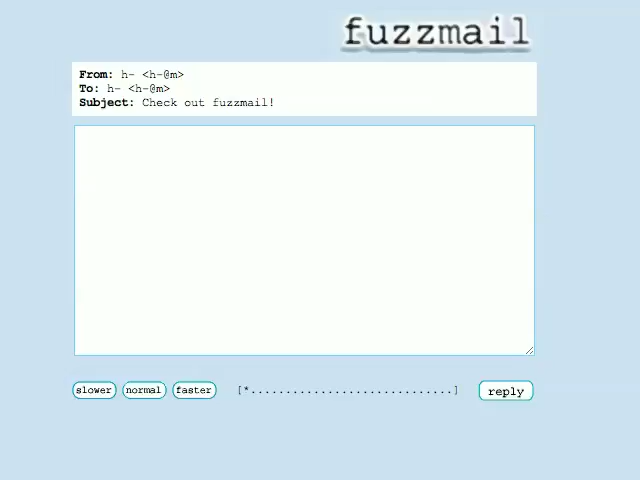 fuzzmail
From: h- <h-@m>
To: h- <h-@m>
Subject: Check out fuzzmail!
slower normal faster [*.............................] reply